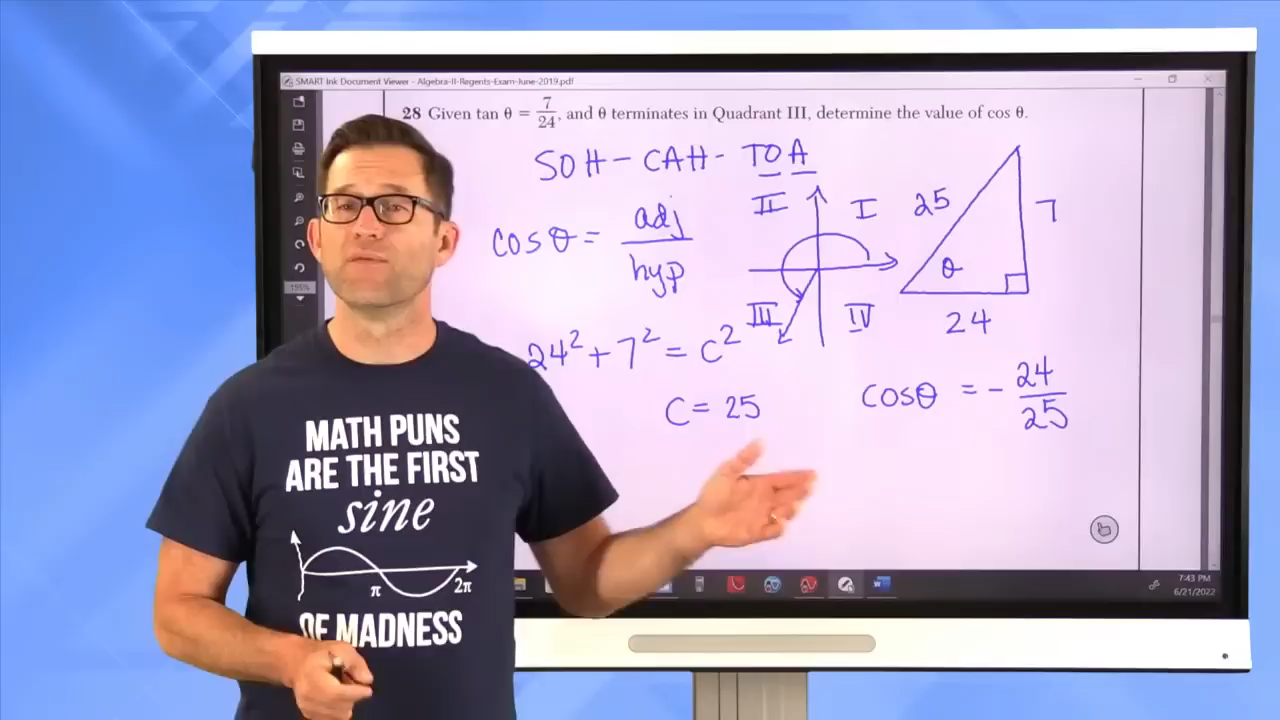 SMART Ink Document Viewer - Algebra-II-Regents-Exam-June-2019.pdf
28 Given tan θ = 7/24, and θ terminates in Quadrant III, determine the value of cos θ.
SOH - CAH - TOA
cosθ = adj/hyp
II
I
III
IV
25
7
θ
24
24² + 7² = C²
C = 25
cosθ = - 24/25
195%
MATH PUNS
ARE THE FIRST
sine
π
2π
OF MADNESS
7:43 PM
6/21/2022